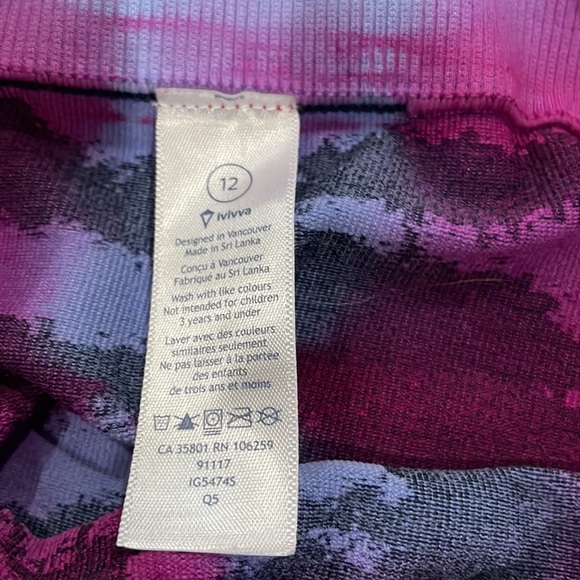 12
ivivva
Designed in Vancouver
Made in Sri Lanka
Conçu à Vancouver
Fabriqué au Sri Lanka
Wash with like colours
Not intended for children
3 years and under
Laver avec des couleurs
similaires seulement
Ne pas laisser à la portée
des enfants
de trois ans et moins
CA 35801 RN 106259
91117
IG5474S
Q5